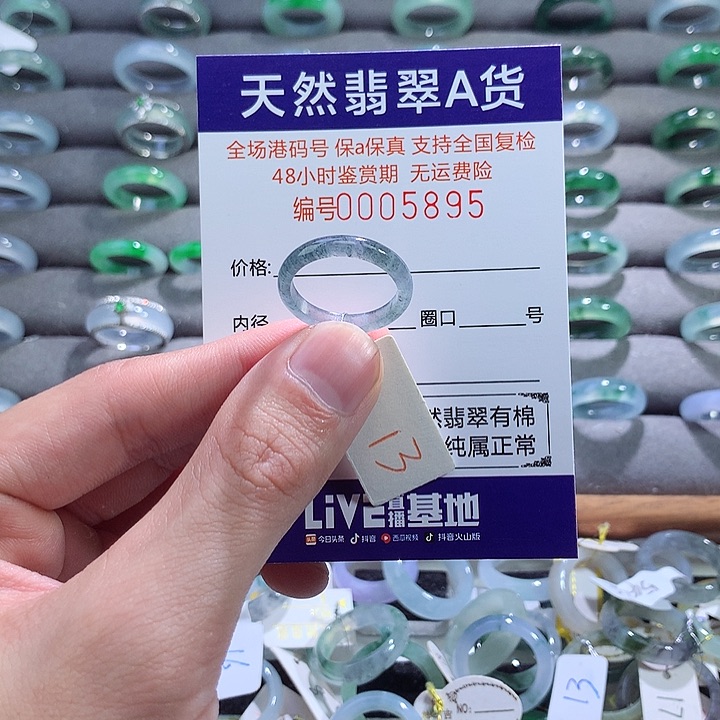 天然翡翠A货
全场港码号 保a保真 支持全国复检
48小时鉴赏期 无运费险
编号0005895
价格:
内径 圈口 号
然翡翠有棉
纯属正常
13
LiVE直播基地
今日头条 抖音 西瓜视频 抖音火山版
13
NO:
17